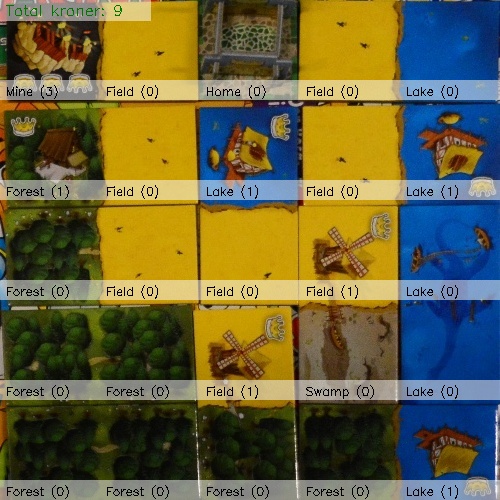 Total kroner: 9
Mine (3) Field (0) Home (0) Field (0) Lake (0)
Forest (1) Field (0) Lake (1) Field (0) Lake (1)
Forest (0) Field (0) Field (0) Field (1) Lake (0)
Forest (0) Forest (0) Field (1) Swamp (0) Lake (0)
Forest (0) Forest (0) Forest (0) Forest (0) Lake (1)